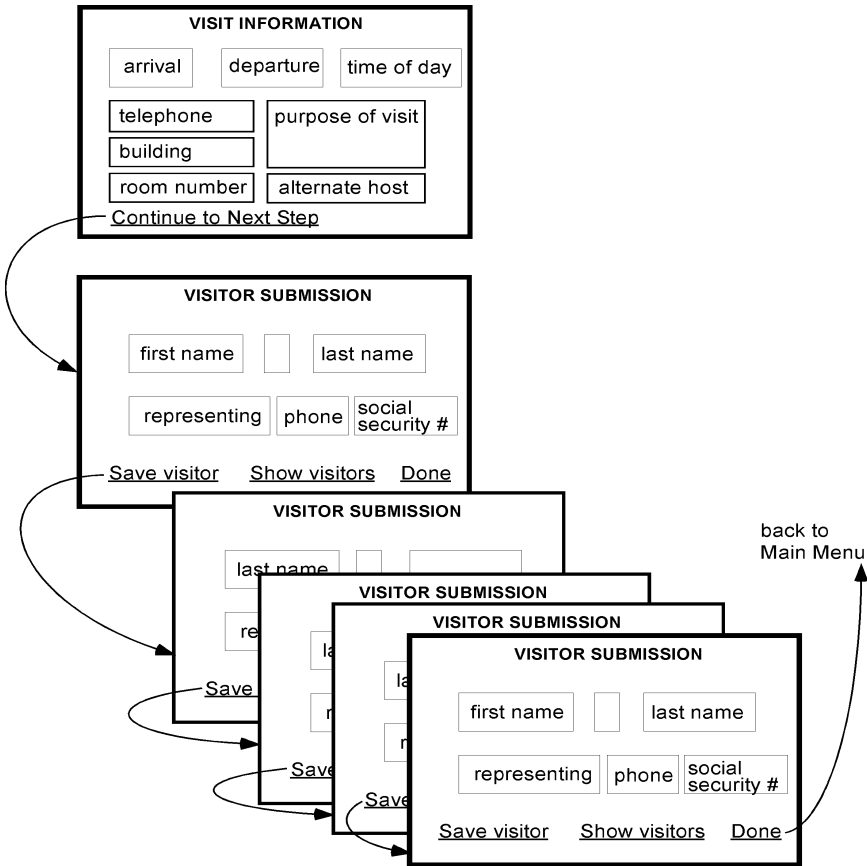 VISIT INFORMATION
arrival departure time of day
telephone purpose of visit
building
room number alternate host
Continue to Next Step
VISITOR SUBMISSION
first name last name
representing phone social
security #
Save visitor Show visitors Done
VISITOR SUBMISSION
last name
re
Save
VISITOR SUBMISSION
la
r
Save
VISITOR SUBMISSION
la
r
Save
VISITOR SUBMISSION
first name last name
representing phone social
security #
Save visitor Show visitors Done
back to
Main Menu